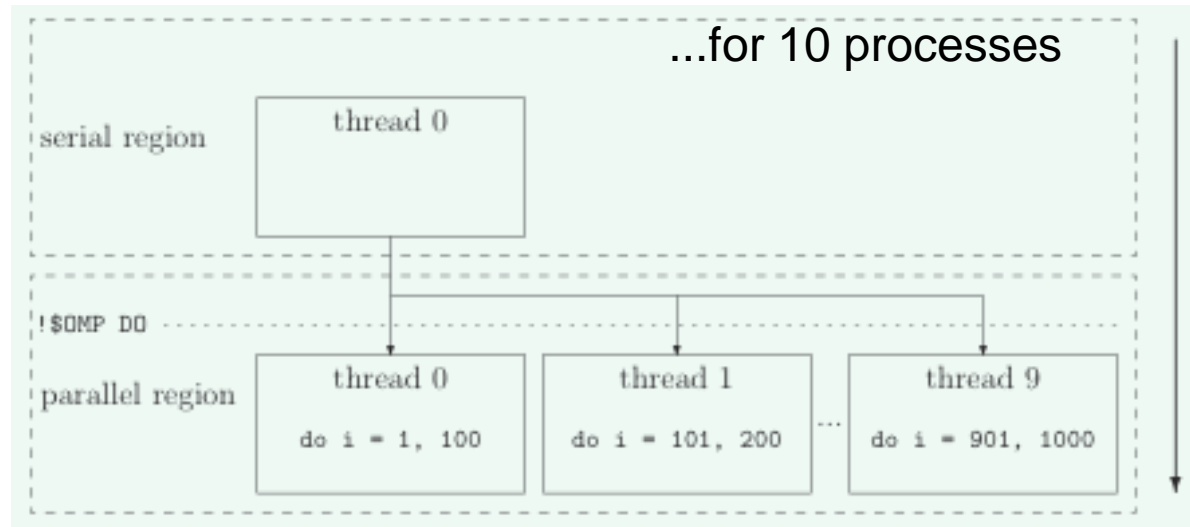 ...for 10 processes
thread 0
serial region
!$OMP DO
thread 0 thread 1 thread 9
parallel region
do i = 1, 100 do i = 101, 200 ... do i = 901, 1000